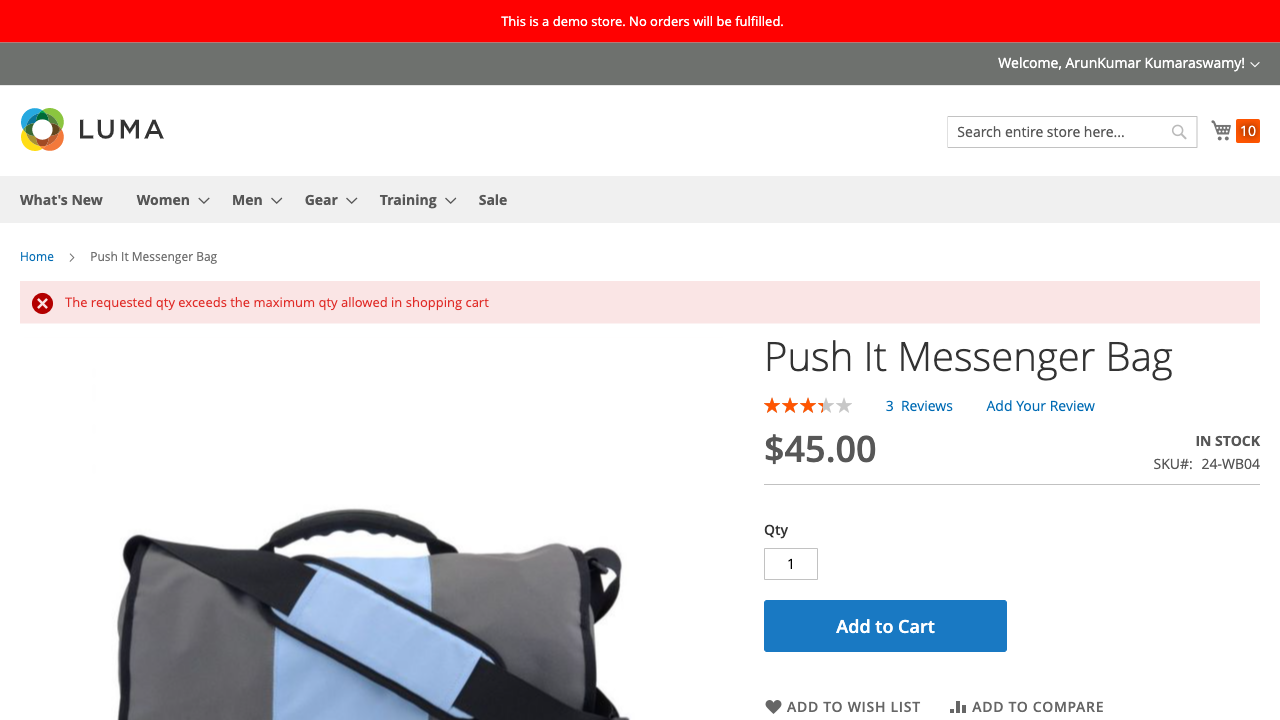 This is a demo store. No orders will be fulfilled.
Welcome, ArunKumar Kumaraswamy!
LUMA
Search entire store here...
10
What's New Women Men Gear Training Sale
Home Push It Messenger Bag
The requested qty exceeds the maximum qty allowed in shopping cart
Push It Messenger Bag
3 Reviews Add Your Review
$45.00
IN STOCK
SKU#: 24-WB04
Qty
1
Add to Cart
ADD TO WISH LIST ADD TO COMPARE